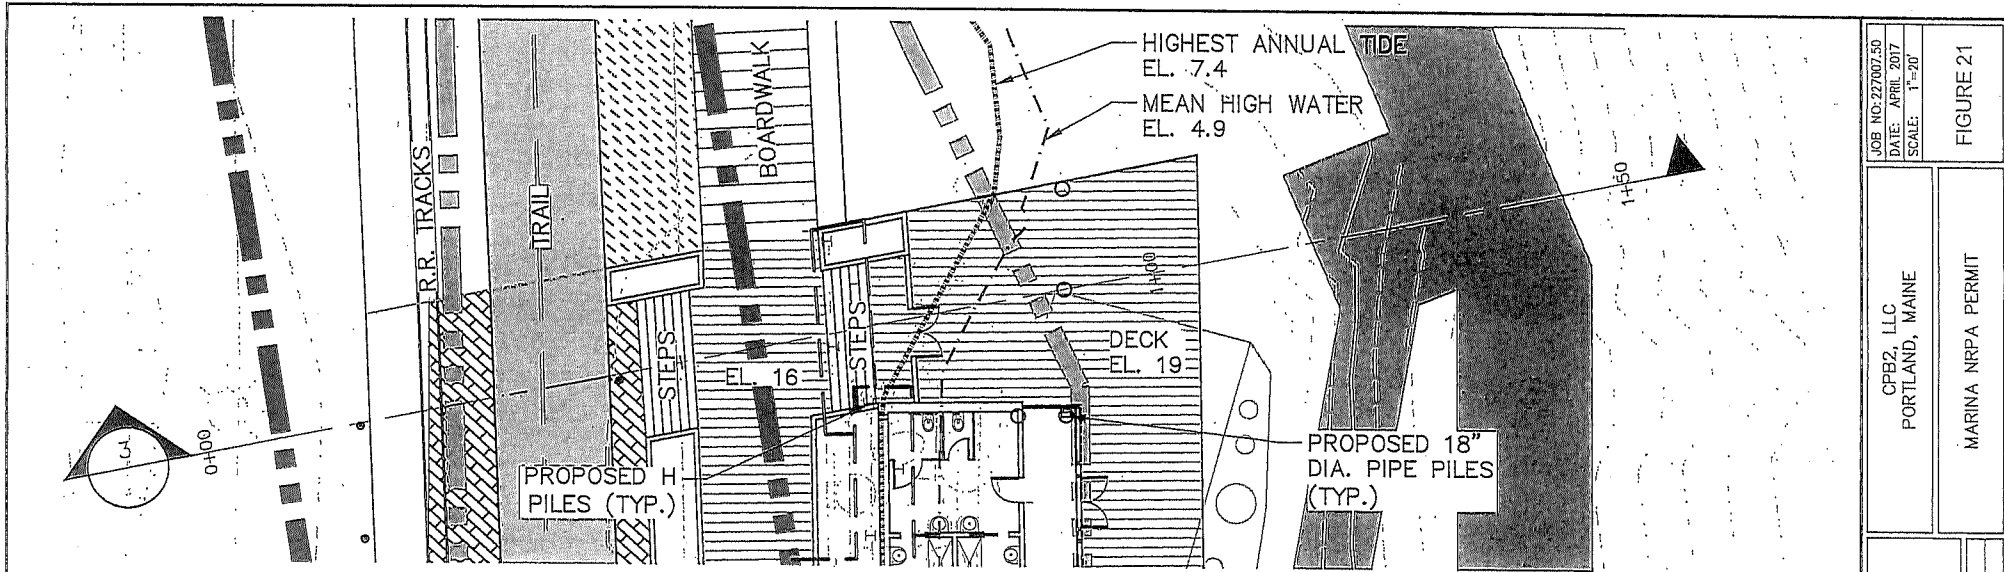 HIGHEST ANNUAL TIDE
EL. 7.4
MEAN HIGH WATER
EL. 4.9
R.R. TRACKS
TRAIL
BOARDWALK
STEPS
EL. 16
STEPS
DECK
EL. 19
1+00
1+50
0+00
3
PROPOSED H
PILES (TYP.)
PROPOSED 18"
DIA. PIPE PILES
(TYP.)
JOB NO: 227007.50
DATE: APRIL 2017
SCALE: 1"=20'
FIGURE 21
CPB2, LLC
PORTLAND, MAINE
MARINA NRPA PERMIT